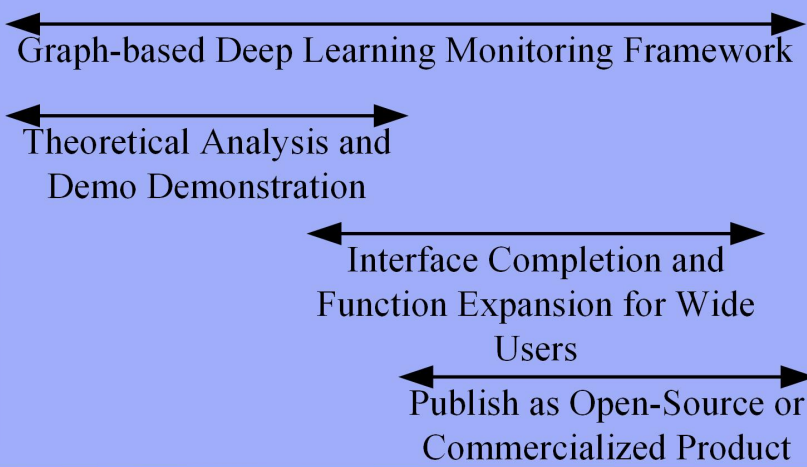 Graph-based Deep Learning Monitoring Framework
Theoretical Analysis and
Demo Demonstration
Interface Completion and
Function Expansion for Wide
Users
Publish as Open-Source or
Commercialized Product